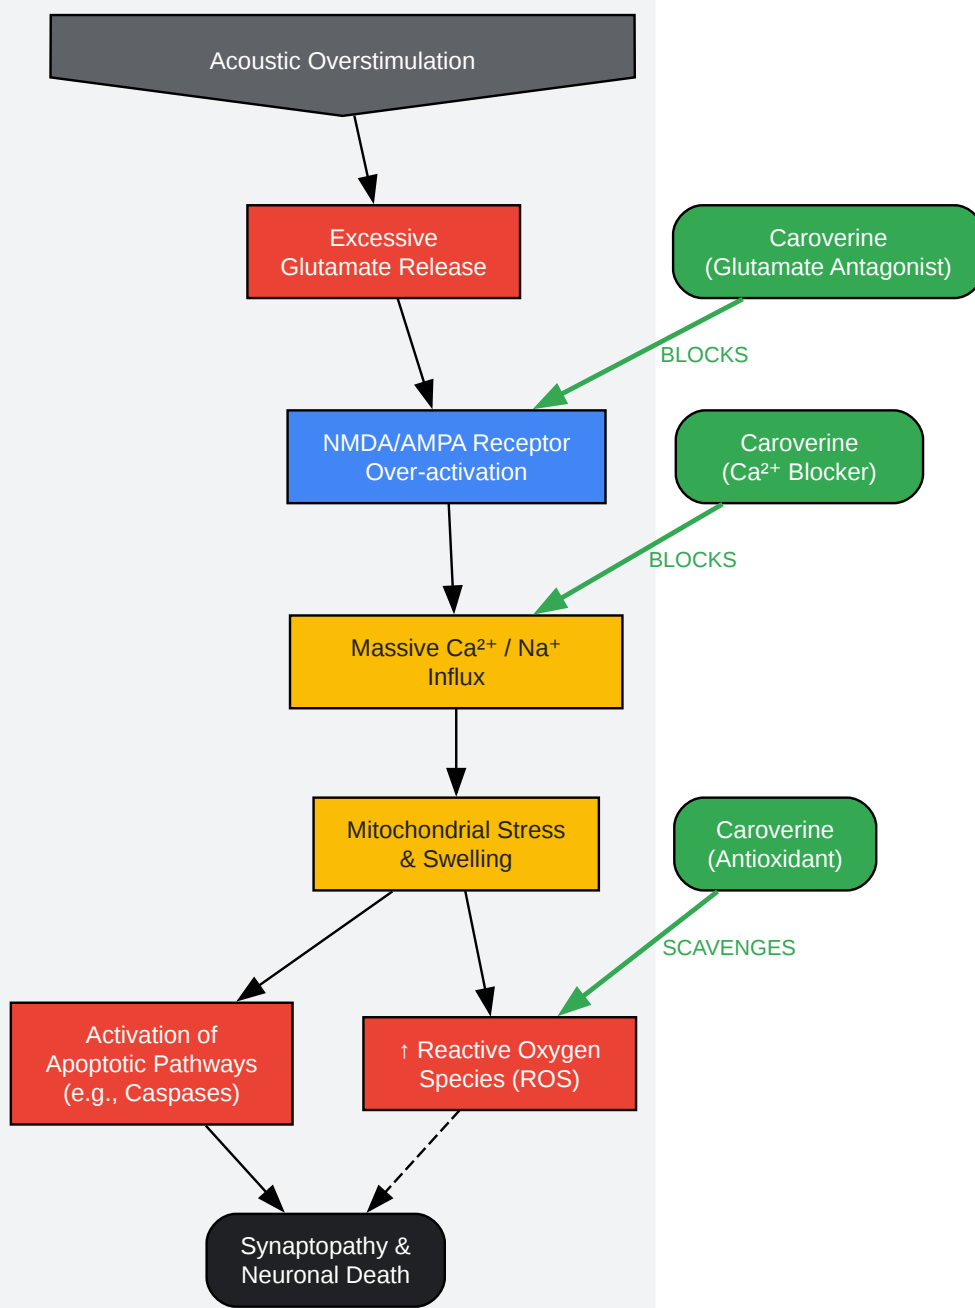 Acoustic Overstimulation
Excessive
Glutamate Release
Caroverine
(Glutamate Antagonist)
BLOCKS
NMDA/AMPA Receptor
Over-activation
Caroverine
(Ca²⁺ Blocker)
BLOCKS
Massive Ca²⁺ / Na⁺
Influx
Mitochondrial Stress
& Swelling
Caroverine
(Antioxidant)
SCAVENGES
Activation of
Apoptotic Pathways
(e.g., Caspases)
↑ Reactive Oxygen
Species (ROS)
Synaptopathy &
Neuronal Death